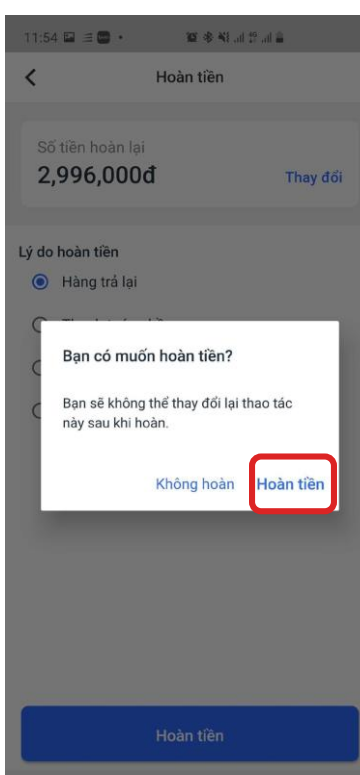 11:54
Hoàn tiền
Số tiền hoàn lại
2,996,000đ
Thay đổi
Lý do hoàn tiền
Hàng trả lại
Bạn có muốn hoàn tiền?
Bạn sẽ không thể thay đổi lại thao tác
này sau khi hoàn.
Không hoàn
Hoàn tiền
Hoàn tiền